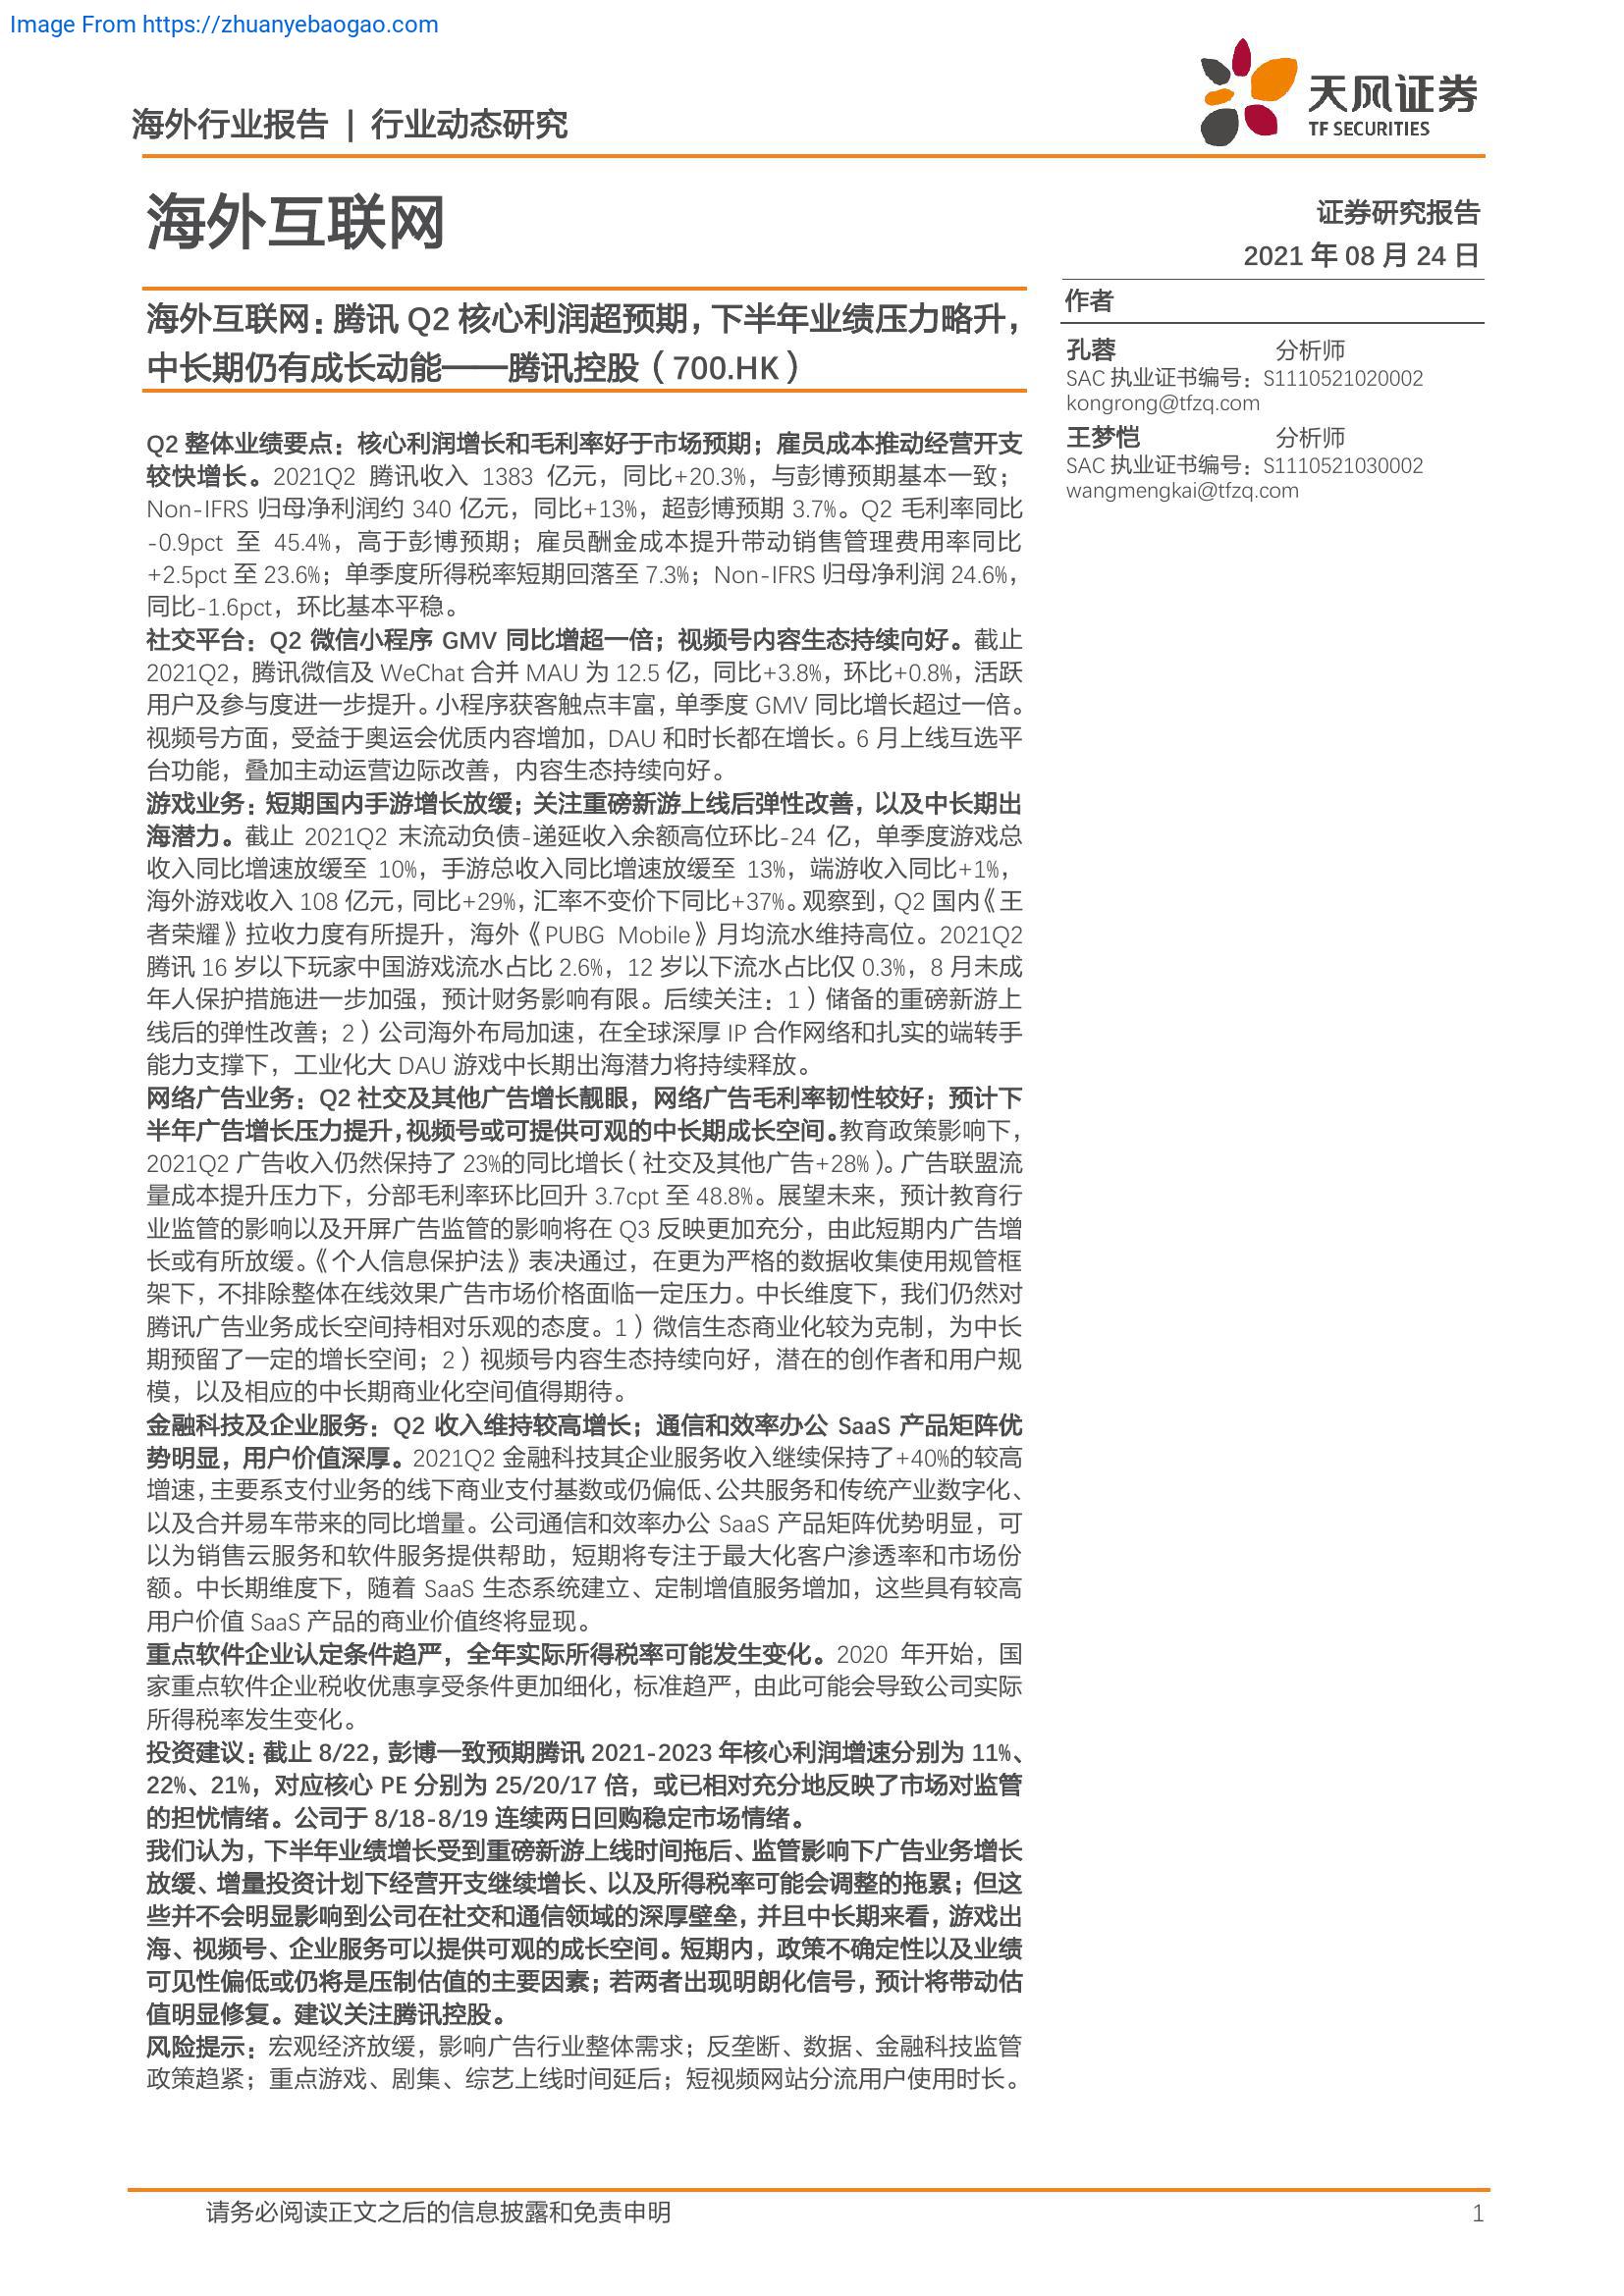 Image From https://zhuanyebaogao.com
天风证券
TF SECURITIES
海外行业报告 | 行业动态研究
海外互联网
证券研究报告
2021 年 08 月 24 日
海外互联网：腾讯 Q2 核心利润超预期，下半年业绩压力略升，
中长期仍有成长动能——腾讯控股（700.HK）
作者
孔蓉 分析师
SAC 执业证书编号：S1110521020002
kongrong@tfzq.com
王梦恺 分析师
SAC 执业证书编号：S1110521030002
wangmengkai@tfzq.com
Q2 整体业绩要点：核心利润增长和毛利率好于市场预期；雇员成本推动经营开支
较快增长。2021Q2 腾讯收入 1383 亿元，同比+20.3%，与彭博预期基本一致；
Non-IFRS 归母净利润约 340 亿元，同比+13%，超彭博预期 3.7%。Q2 毛利率同比
-0.9pct 至 45.4%，高于彭博预期；雇员酬金成本提升带动销售管理费用率同比
+2.5pct 至 23.6%；单季度所得税率短期回落至 7.3%；Non-IFRS 归母净利润 24.6%，
同比-1.6pct，环比基本平稳。
社交平台：Q2 微信小程序 GMV 同比增超一倍；视频号内容生态持续向好。截止
2021Q2，腾讯微信及 WeChat 合并 MAU 为 12.5 亿，同比+3.8%，环比+0.8%，活跃
用户及参与度进一步提升。小程序获客触点丰富，单季度 GMV 同比增长超过一倍。
视频号方面，受益于奥运会优质内容增加，DAU 和时长都在增长。6 月上线互选平
台功能，叠加主动运营边际改善，内容生态持续向好。
游戏业务：短期国内手游增长放缓；关注重磅新游上线后弹性改善，以及中长期出
海潜力。截止 2021Q2 末流动负债-递延收入余额高位环比-24 亿，单季度游戏总
收入同比增速放缓至 10%，手游总收入同比增速放缓至 13%，端游收入同比+1%，
海外游戏收入 108 亿元，同比+29%，汇率不变价下同比+37%。观察到，Q2 国内《王
者荣耀》拉收力度有所提升，海外《PUBG Mobile》月均流水维持高位。2021Q2
腾讯 16 岁以下玩家中国游戏流水占比 2.6%，12 岁以下流水占比仅 0.3%，8 月未成
年人保护措施进一步加强，预计财务影响有限。后续关注：1）储备的重磅新游上
线后的弹性改善；2）公司海外布局加速，在全球深厚 IP 合作网络和扎实的端转手
能力支撑下，工业化大 DAU 游戏中长期出海潜力将持续释放。
网络广告业务：Q2 社交及其他广告增长靓眼，网络广告毛利率韧性较好；预计下
半年广告增长压力提升，视频号或可提供可观的中长期成长空间。教育政策影响下，
2021Q2 广告收入仍然保持了 23%的同比增长（社交及其他广告+28%）。广告联盟流
量成本提升压力下，分部毛利率环比回升 3.7cpt 至 48.8%。展望未来，预计教育行
业监管的影响以及开屏广告监管的影响将在 Q3 反映更加充分，由此短期内广告增
长或有所放缓。《个人信息保护法》表决通过，在更为严格的数据收集使用规管框
架下，不排除整体在线效果广告市场价格面临一定压力。中长维度下，我们仍然对
腾讯广告业务成长空间持相对乐观的态度。1）微信生态商业化较为克制，为中长
期预留了一定的增长空间；2）视频号内容生态持续向好，潜在的创作者和用户规
模，以及相应的中长期商业化空间值得期待。
金融科技及企业服务：Q2 收入维持较高增长；通信和效率办公 SaaS 产品矩阵优
势明显，用户价值深厚。2021Q2 金融科技其企业服务收入继续保持了+40%的较高
增速，主要系支付业务的线下商业支付基数或仍偏低、公共服务和传统产业数字化、
以及合并易车带来的同比增量。公司通信和效率办公 SaaS 产品矩阵优势明显，可
以为销售云服务和软件服务提供帮助，短期将专注于最大化客户渗透率和市场份
额。中长期维度下，随着 SaaS 生态系统建立、定制增值服务增加，这些具有较高
用户价值 SaaS 产品的商业价值终将显现。
重点软件企业认定条件趋严，全年实际所得税率可能发生变化。2020 年开始，国
家重点软件企业税收优惠享受条件更加细化，标准趋严，由此可能会导致公司实际
所得税率发生变化。
投资建议：截止 8/22，彭博一致预期腾讯 2021-2023 年核心利润增速分别为 11%、
22%、21%，对应核心 PE 分别为 25/20/17 倍，或已相对充分地反映了市场对监管
的担忧情绪。公司于 8/18-8/19 连续两日回购稳定市场情绪。
我们认为，下半年业绩增长受到重磅新游上线时间拖后、监管影响下广告业务增长
放缓、增量投资计划下经营开支继续增长、以及所得税率可能会调整的拖累；但这
些并不会明显影响到公司在社交和通信领域的深厚壁垒，并且中长期来看，游戏出
海、视频号、企业服务可以提供可观的成长空间。短期内，政策不确定性以及业绩
可见性偏低或仍将是压制估值的主要因素；若两者出现明朗化信号，预计将带动估
值明显修复。建议关注腾讯控股。
风险提示：宏观经济放缓，影响广告行业整体需求；反垄断、数据、金融科技监管
政策趋紧；重点游戏、剧集、综艺上线时间延后；短视频网站分流用户使用时长。
请务必阅读正文之后的信息披露和免责申明 1